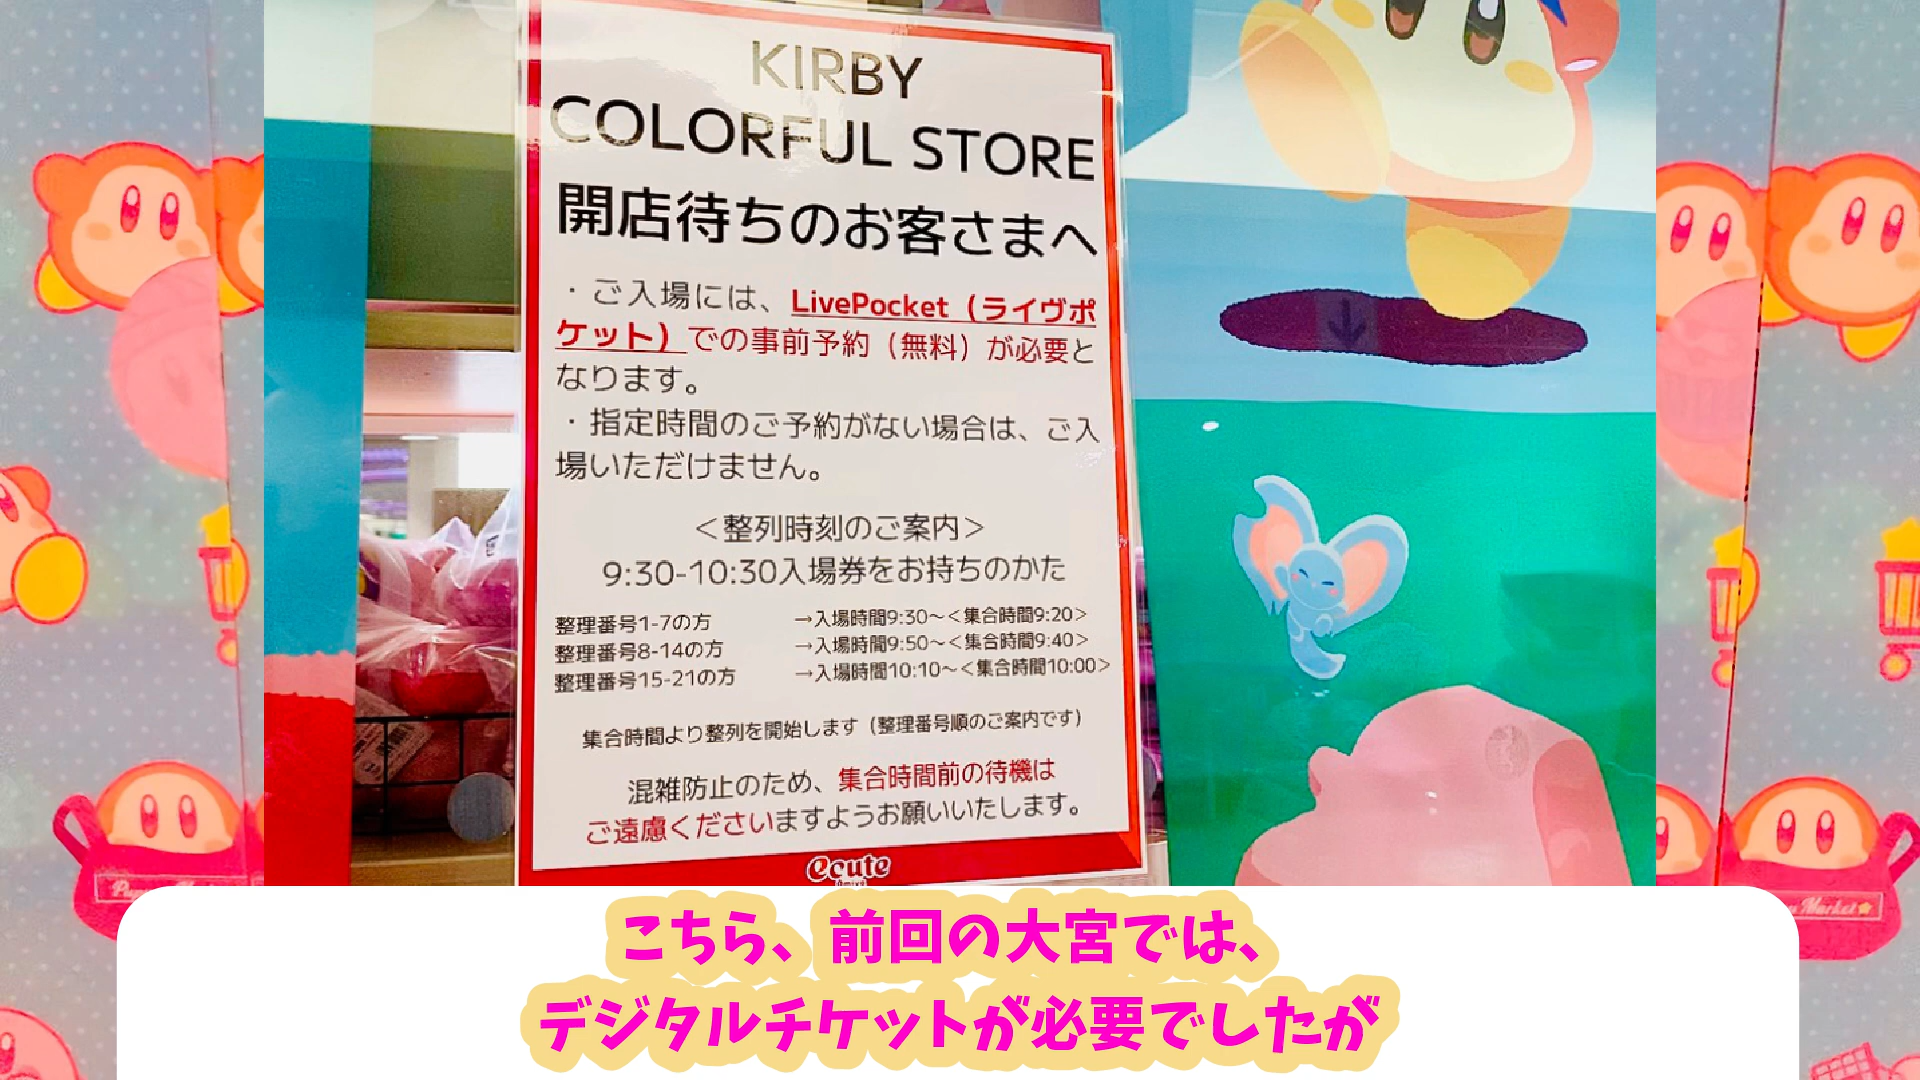 KIRBY
COLORFUL STORE
開店待ちのお客さまへ
・ご入場には、LivePocket（ライヴポ
ケット）での事前予約（無料）が必要と
なります。
・指定時間のご予約がない場合は、ご入
場いただけません。
＜整列時刻のご案内＞
9:30-10:30入場券をお持ちのかた
整理番号1-7の方 →入場時間9:30～＜集合時間9:20＞
整理番号8-14の方 →入場時間9:50～＜集合時間9:40＞
整理番号15-21の方 →入場時間10:10～＜集合時間10:00＞
集合時間より整列を開始します（整理番号順のご案内です）
混雑防止のため、集合時間前の待機は
ご遠慮くださいますようお願いいたします。
ecute
こちら、前回の大宮では、
デジタルチケットが必要でしたが